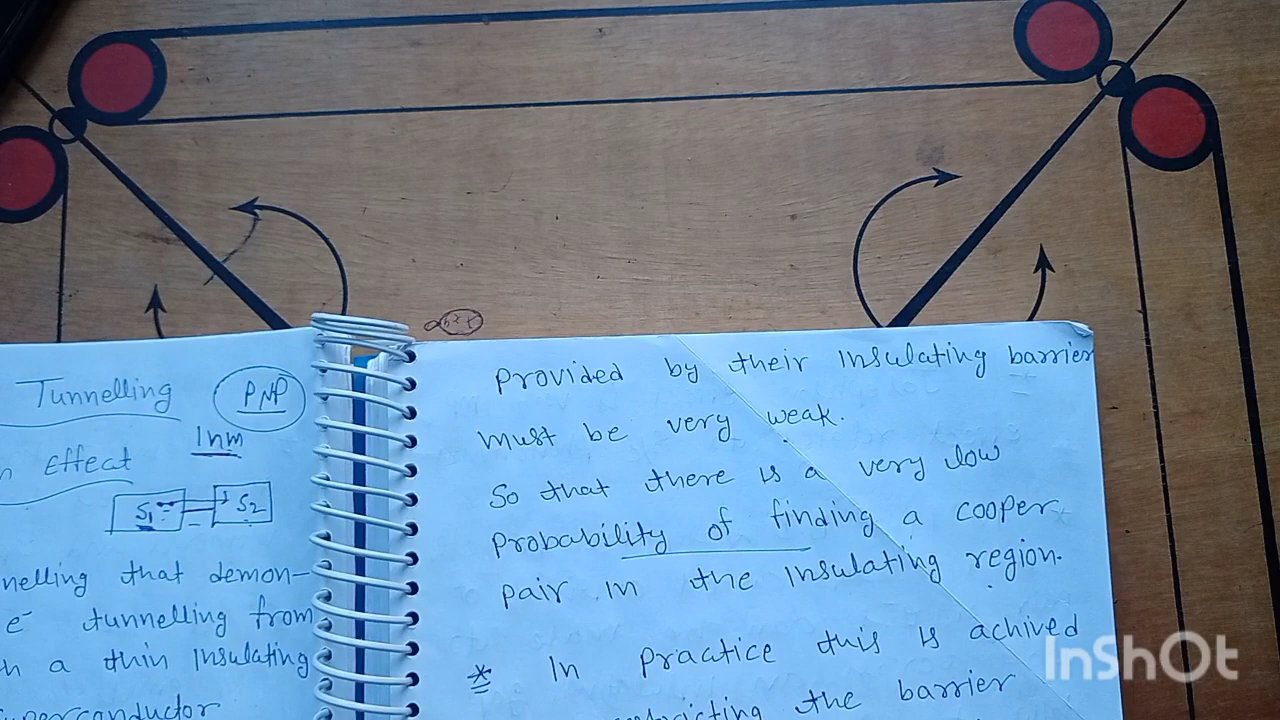 Tunnelling PNP
1nm
Effect
S1 S2
nnelling that demon-
e- tunnelling from
h a thin Insulating
uperconductor
provided by their insulating barrier
must be very weak.
So that there is a very low
probability of finding a cooper
pair in the insulating region.
* In practice this is achived
the barrier
InShOt